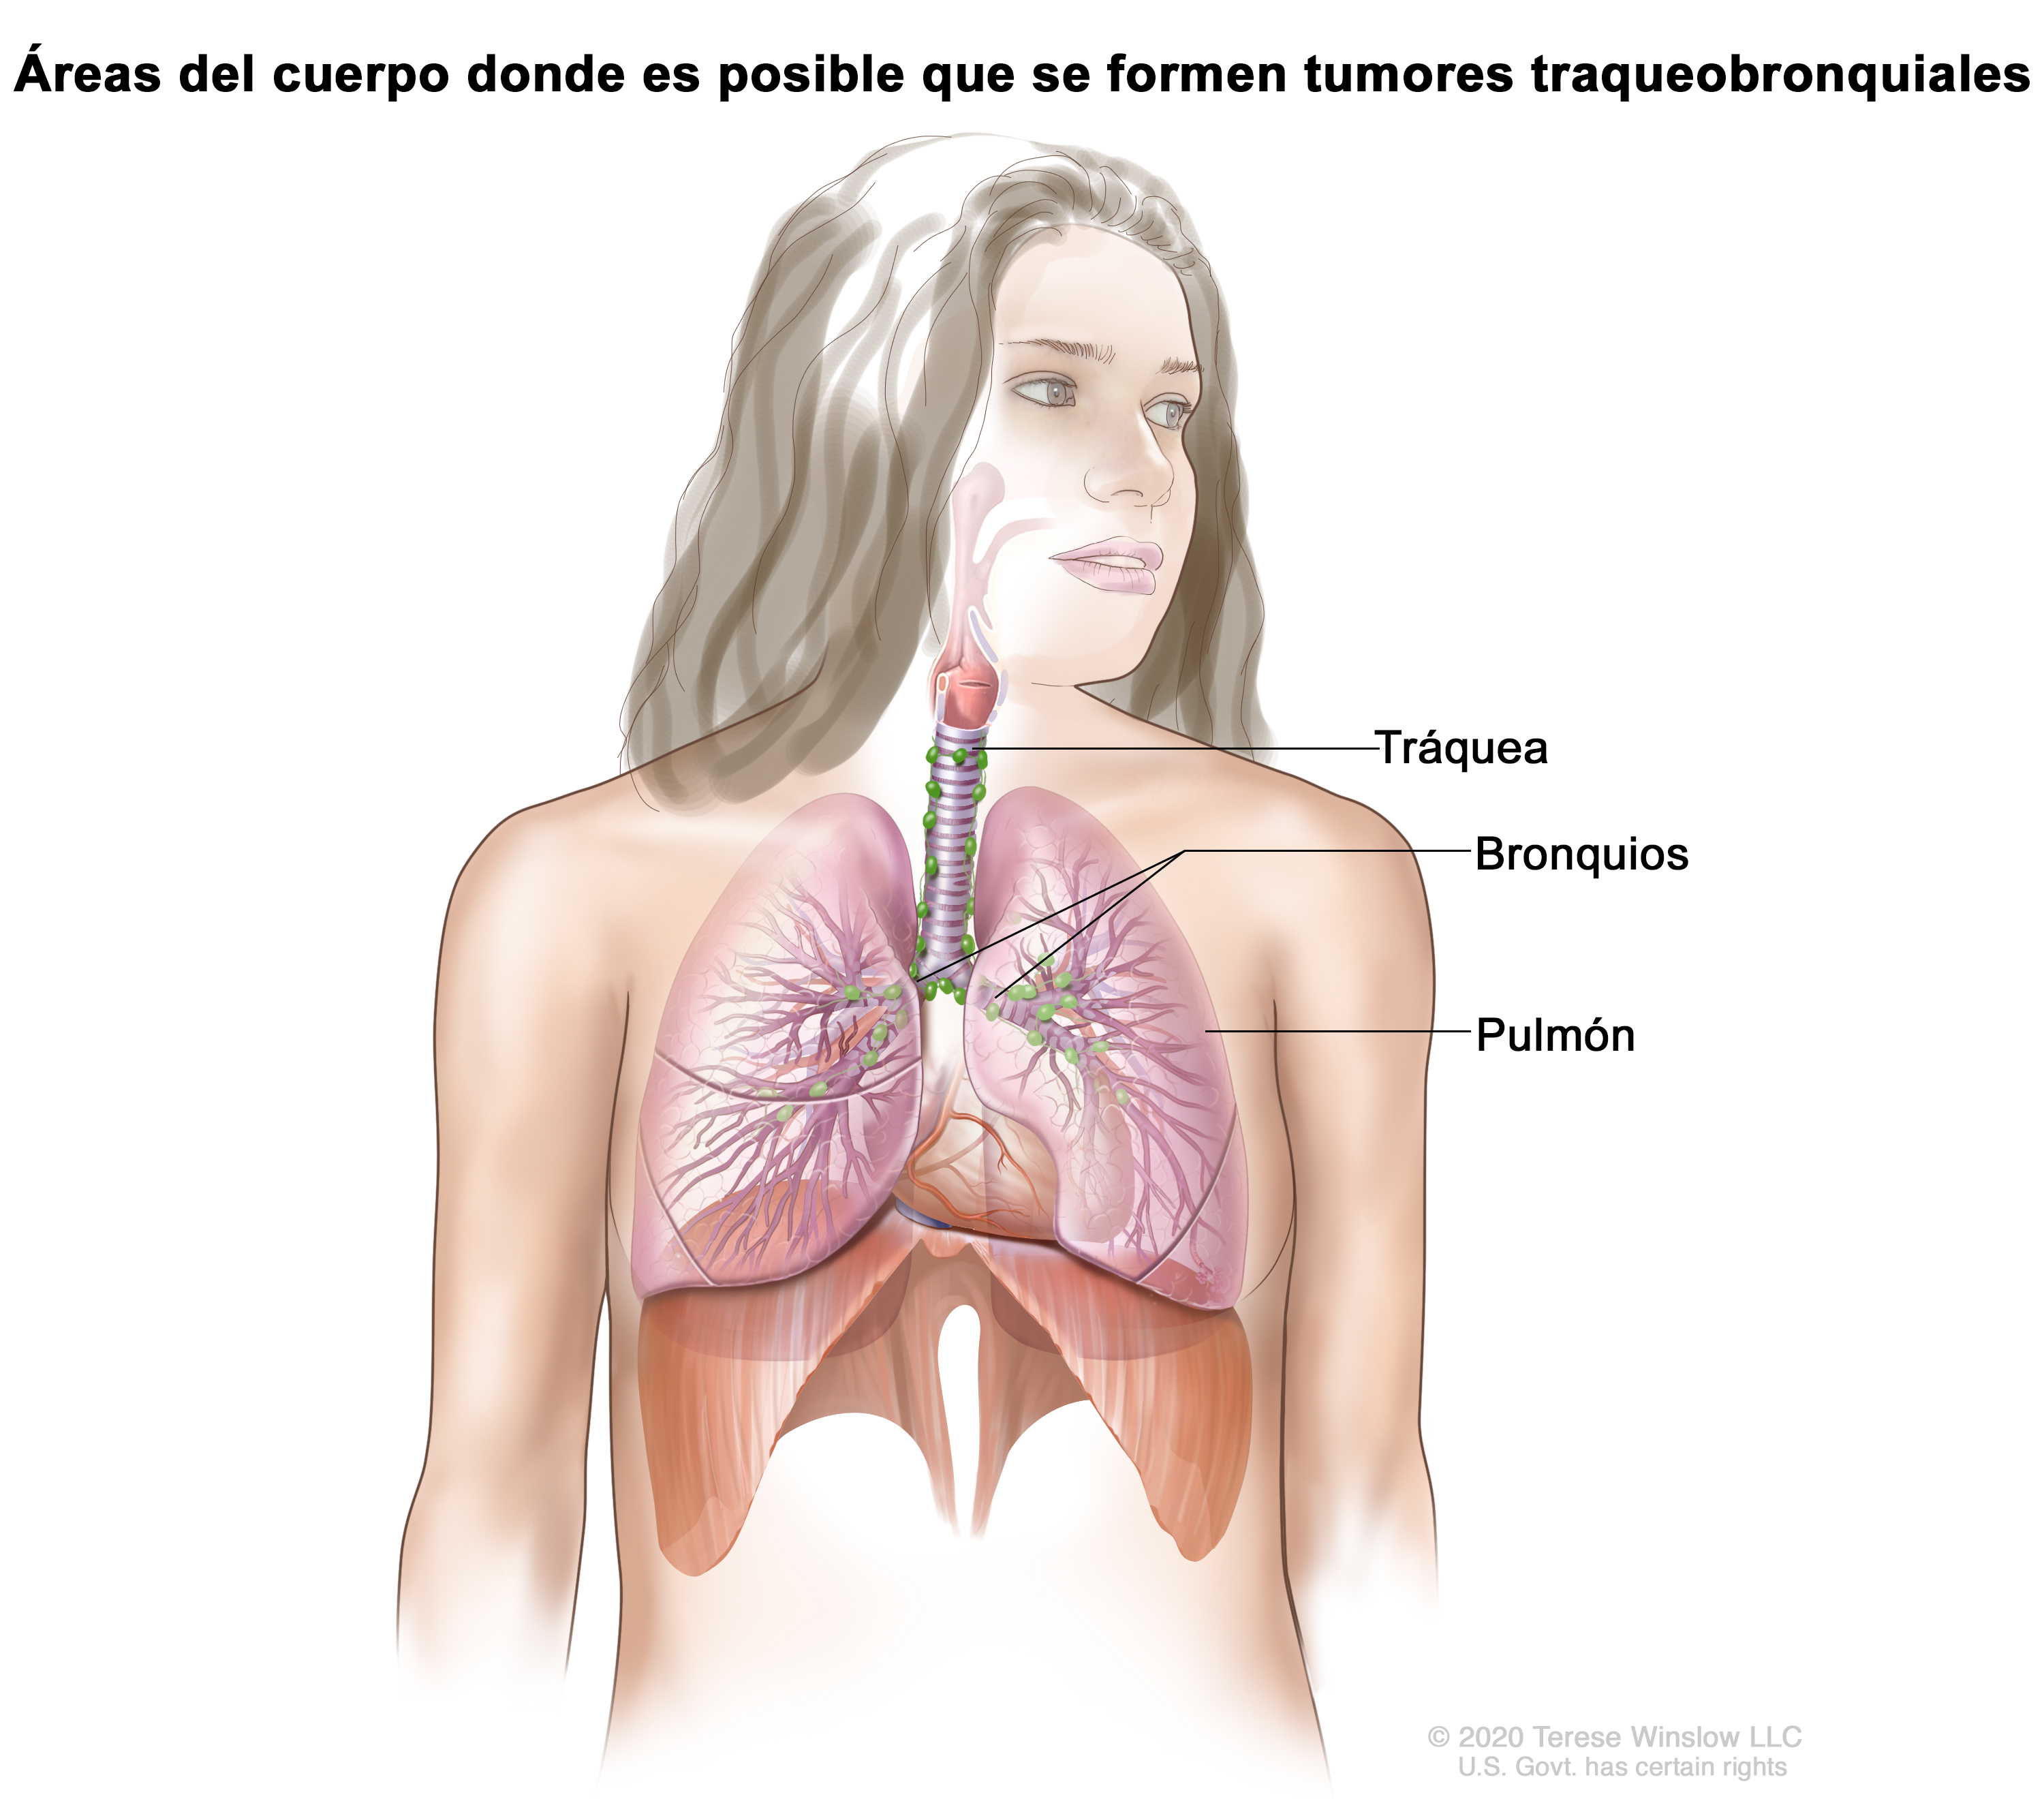 Áreas del cuerpo donde es posible que se formen tumores traqueobronquiales
Tráquea
Bronquios
Pulmón
© 2020 Terese Winslow LLC
U.S. Govt. has certain rights